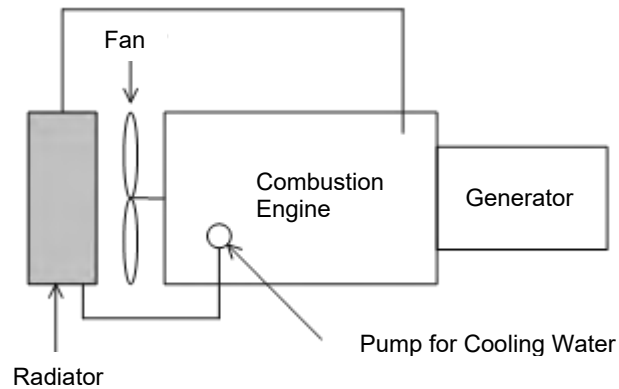 Fan
Combustion
Engine
Generator
Pump for Cooling Water
Radiator